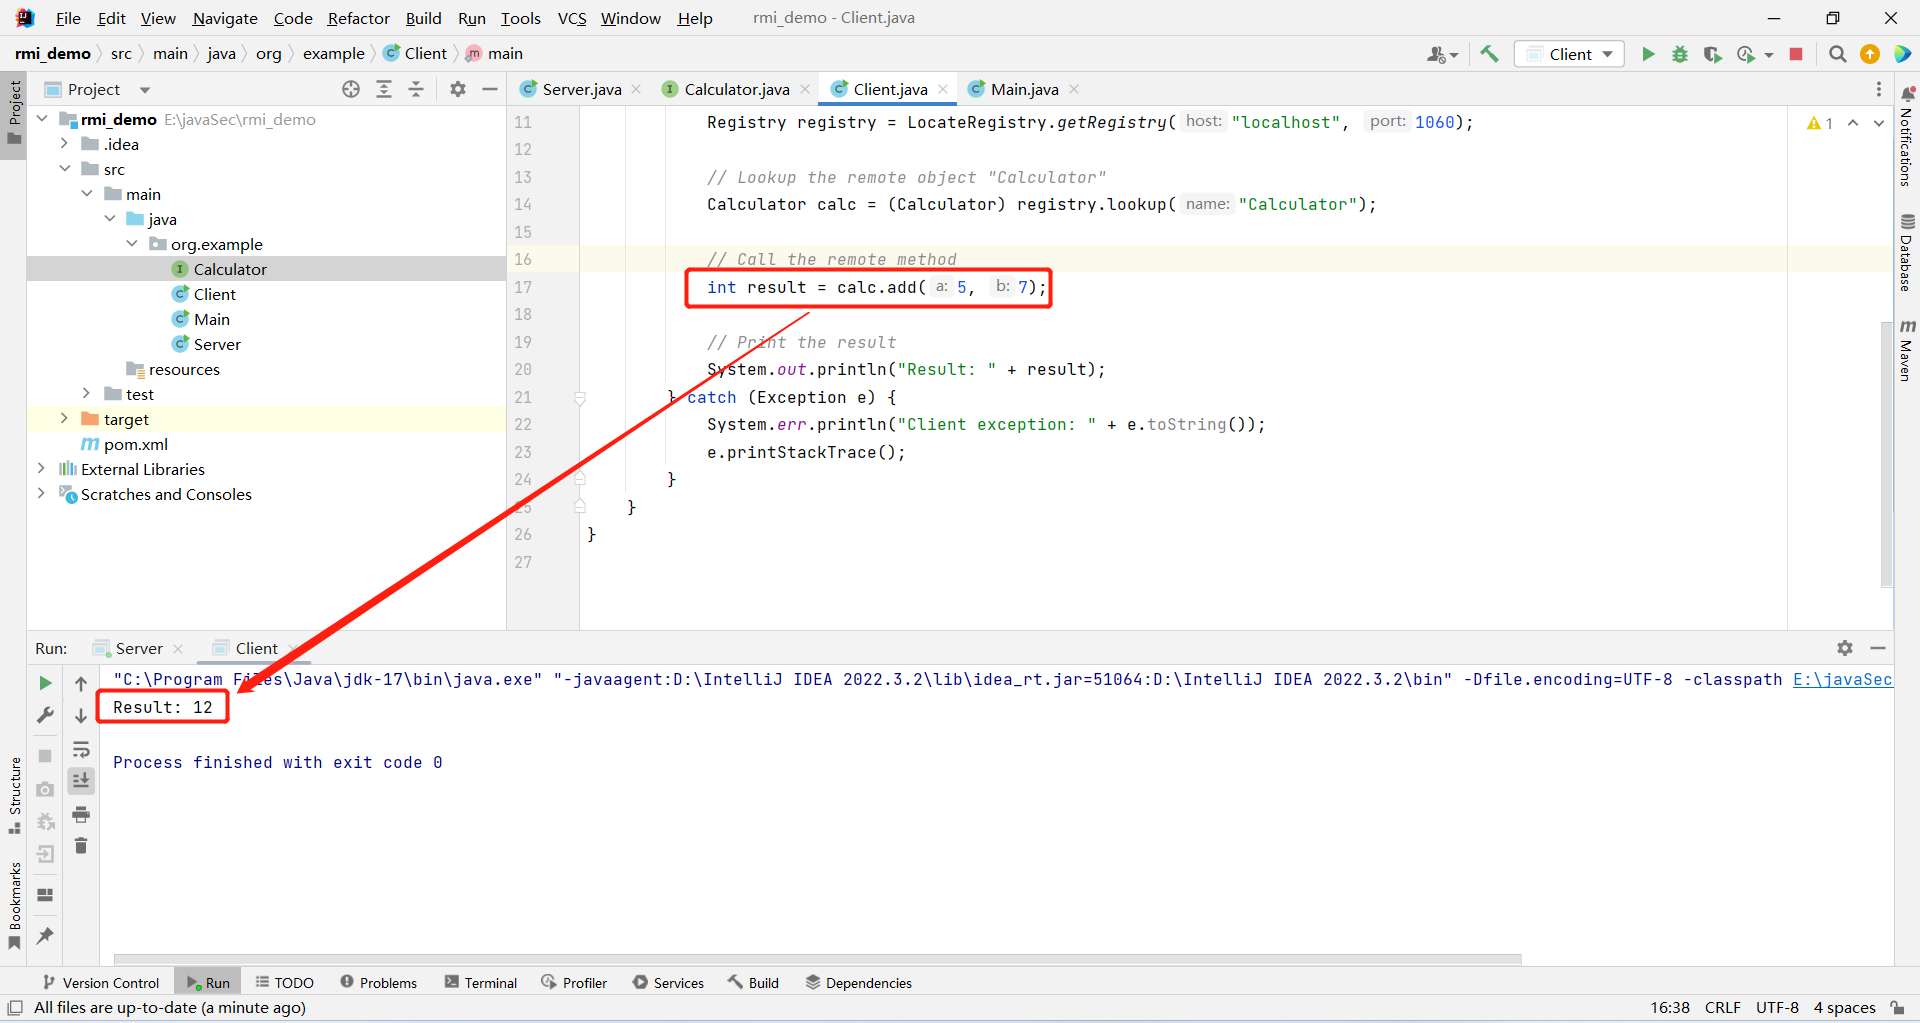 File Edit View Navigate Code Refactor Build Run Tools VCS Window Help rmi_demo - Client.java
rmi_demo src main java org example Client main
Client
Project
Server.java Calculator.java Client.java Main.java
Project
rmi_demo E:\javaSec\rmi_demo
.idea
src
main
java
org.example
Calculator
Client
Main
Server
resources
test
target
pom.xml
External Libraries
Scratches and Consoles
11 Registry registry = LocateRegistry.getRegistry( host: "localhost", port: 1060);
12
13 // Lookup the remote object "Calculator"
14 Calculator calc = (Calculator) registry.lookup( name: "Calculator");
15
16 // Call the remote method
17 int result = calc.add( a: 5, b: 7);
18
19 // Print the result
20 System.out.println("Result: " + result);
21 } catch (Exception e) {
22 System.err.println("Client exception: " + e.toString());
23 e.printStackTrace();
24 }
25 }
26 }
27
1
Notifications
Database
Maven
Run: Server Client
"C:\Program Files\Java\jdk-17\bin\java.exe" "-javaagent:D:\IntelliJ IDEA 2022.3.2\lib\idea_rt.jar=51064:D:\IntelliJ IDEA 2022.3.2\bin" -Dfile.encoding=UTF-8 -classpath E:\javaSec
Result: 12
Process finished with exit code 0
Structure
Bookmarks
Version Control Run TODO Problems Terminal Profiler Services Build Dependencies
All files are up-to-date (a minute ago) 16:38 CRLF UTF-8 4 spaces